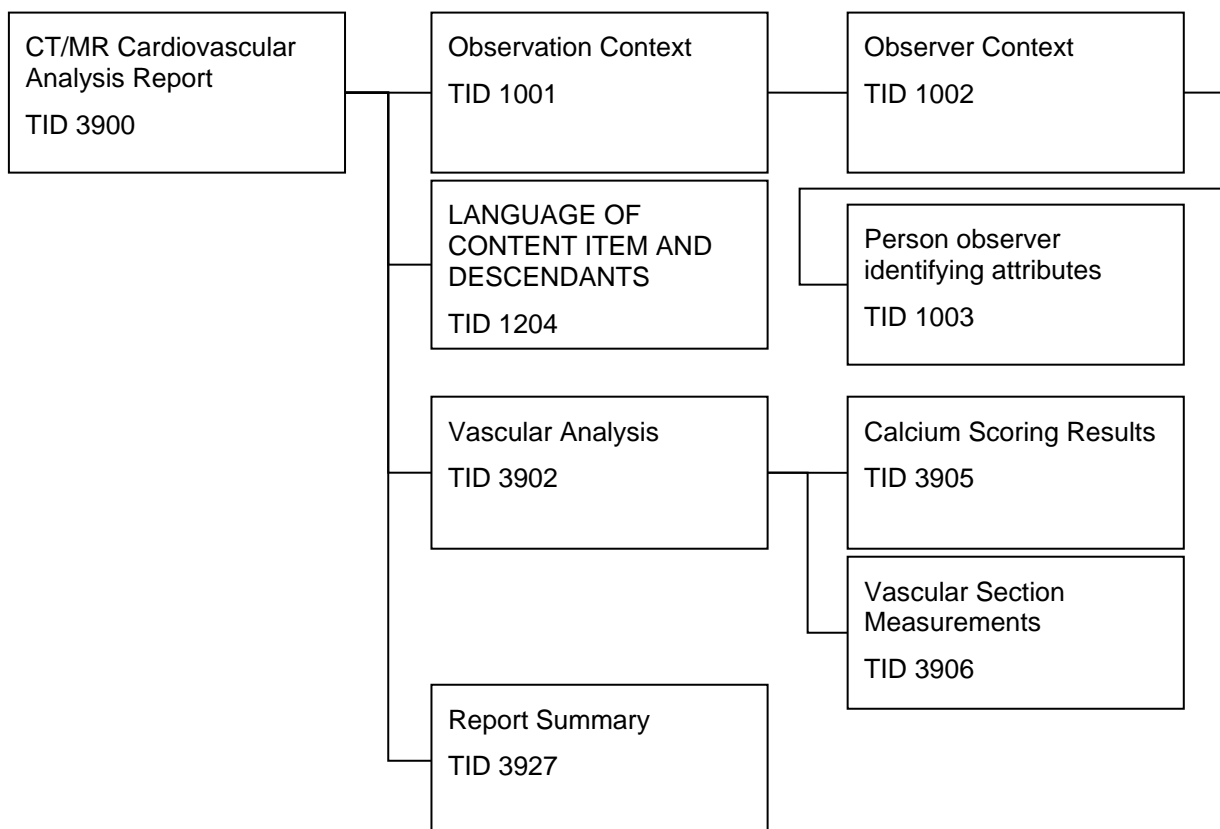 CT/MR Cardiovascular
Analysis Report
TID 3900
Observation Context
TID 1001
Observer Context
TID 1002
LANGUAGE OF
CONTENT ITEM AND
DESCENDANTS
TID 1204
Person observer
identifying attributes
TID 1003
Vascular Analysis
TID 3902
Calcium Scoring Results
TID 3905
Vascular Section
Measurements
TID 3906
Report Summary
TID 3927